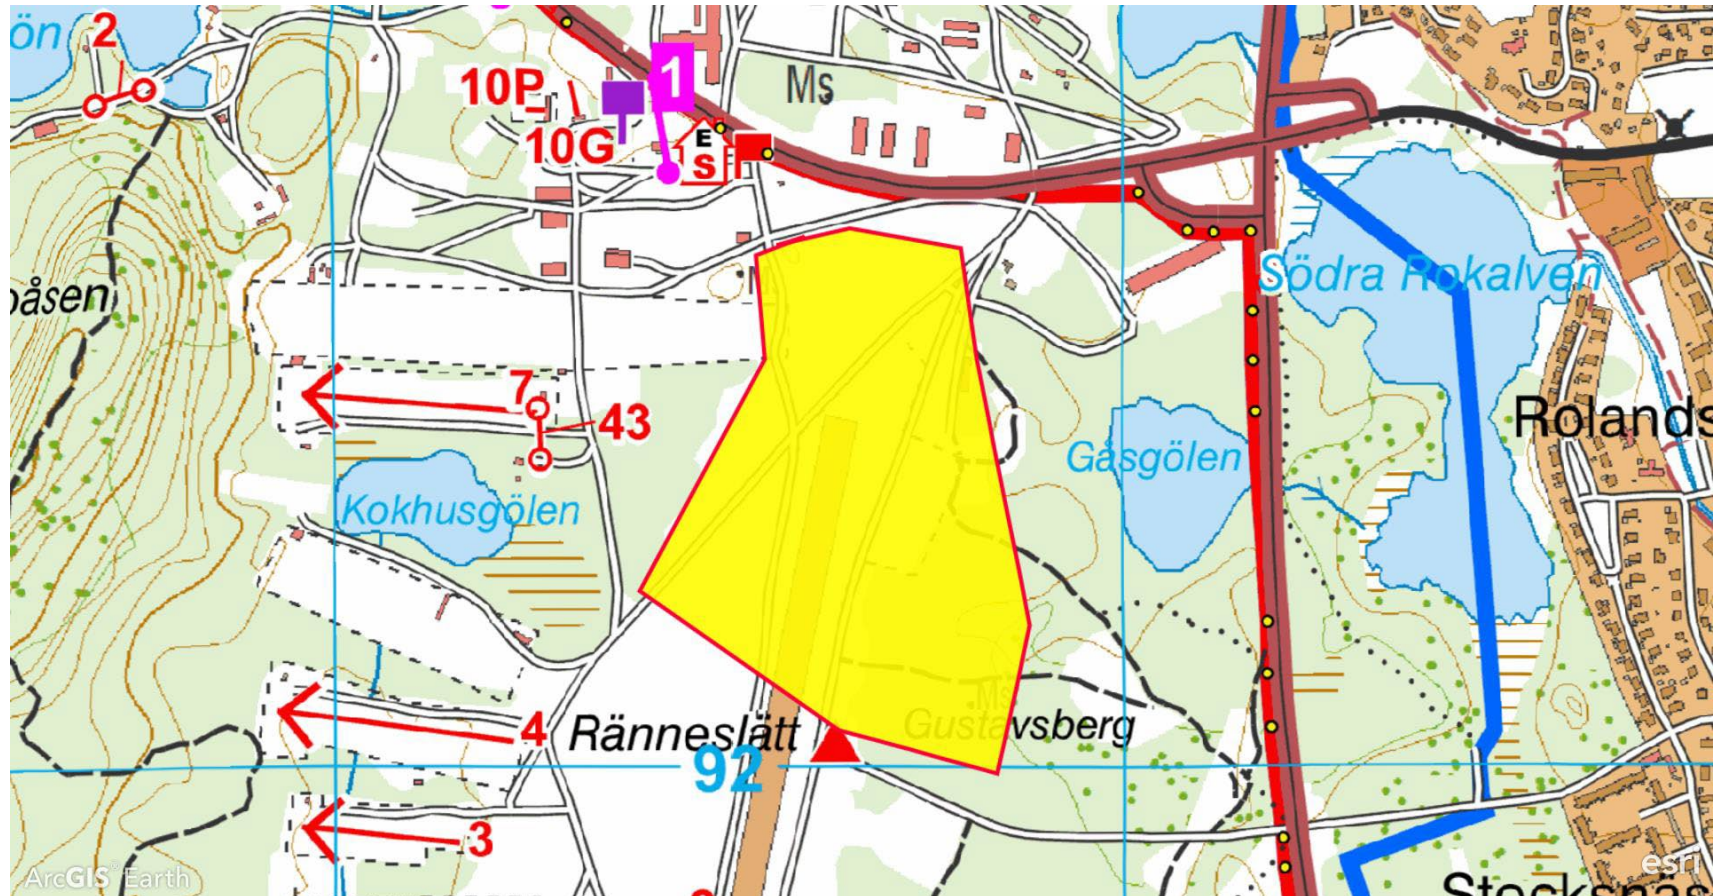 ön
2
10P
1
Ms
10G
E
S
Södra Rokalven
åsen
7
43
Rolands
Gåsgölen
Kokhusgölen
Ms
4
Ränneslätt
Gustavsberg
92
3
ArcGIS Earth
esri